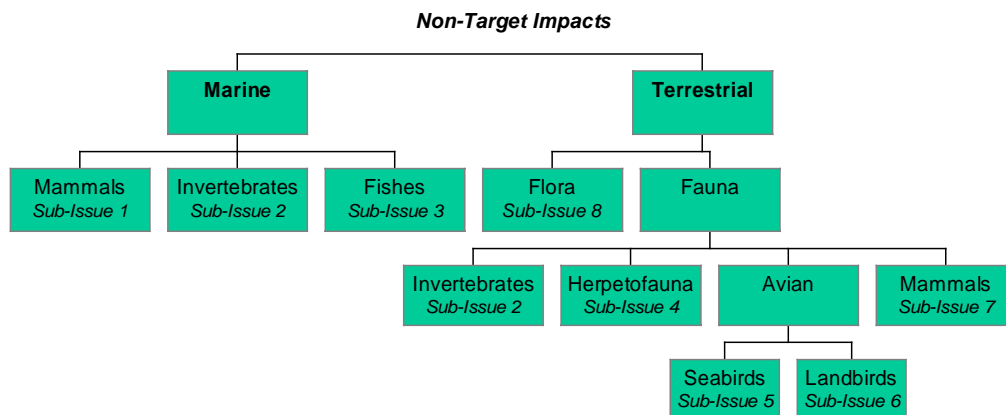 Non-Target Impacts
Marine
Terrestrial
Mammals
Sub-Issue 1
Invertebrates
Sub-Issue 2
Fishes
Sub-Issue 3
Flora
Sub-Issue 8
Fauna
Invertebrates
Sub-Issue 2
Herpetofauna
Sub-Issue 4
Avian
Mammals
Sub-Issue 7
Seabirds
Sub-Issue 5
Landbirds
Sub-Issue 6